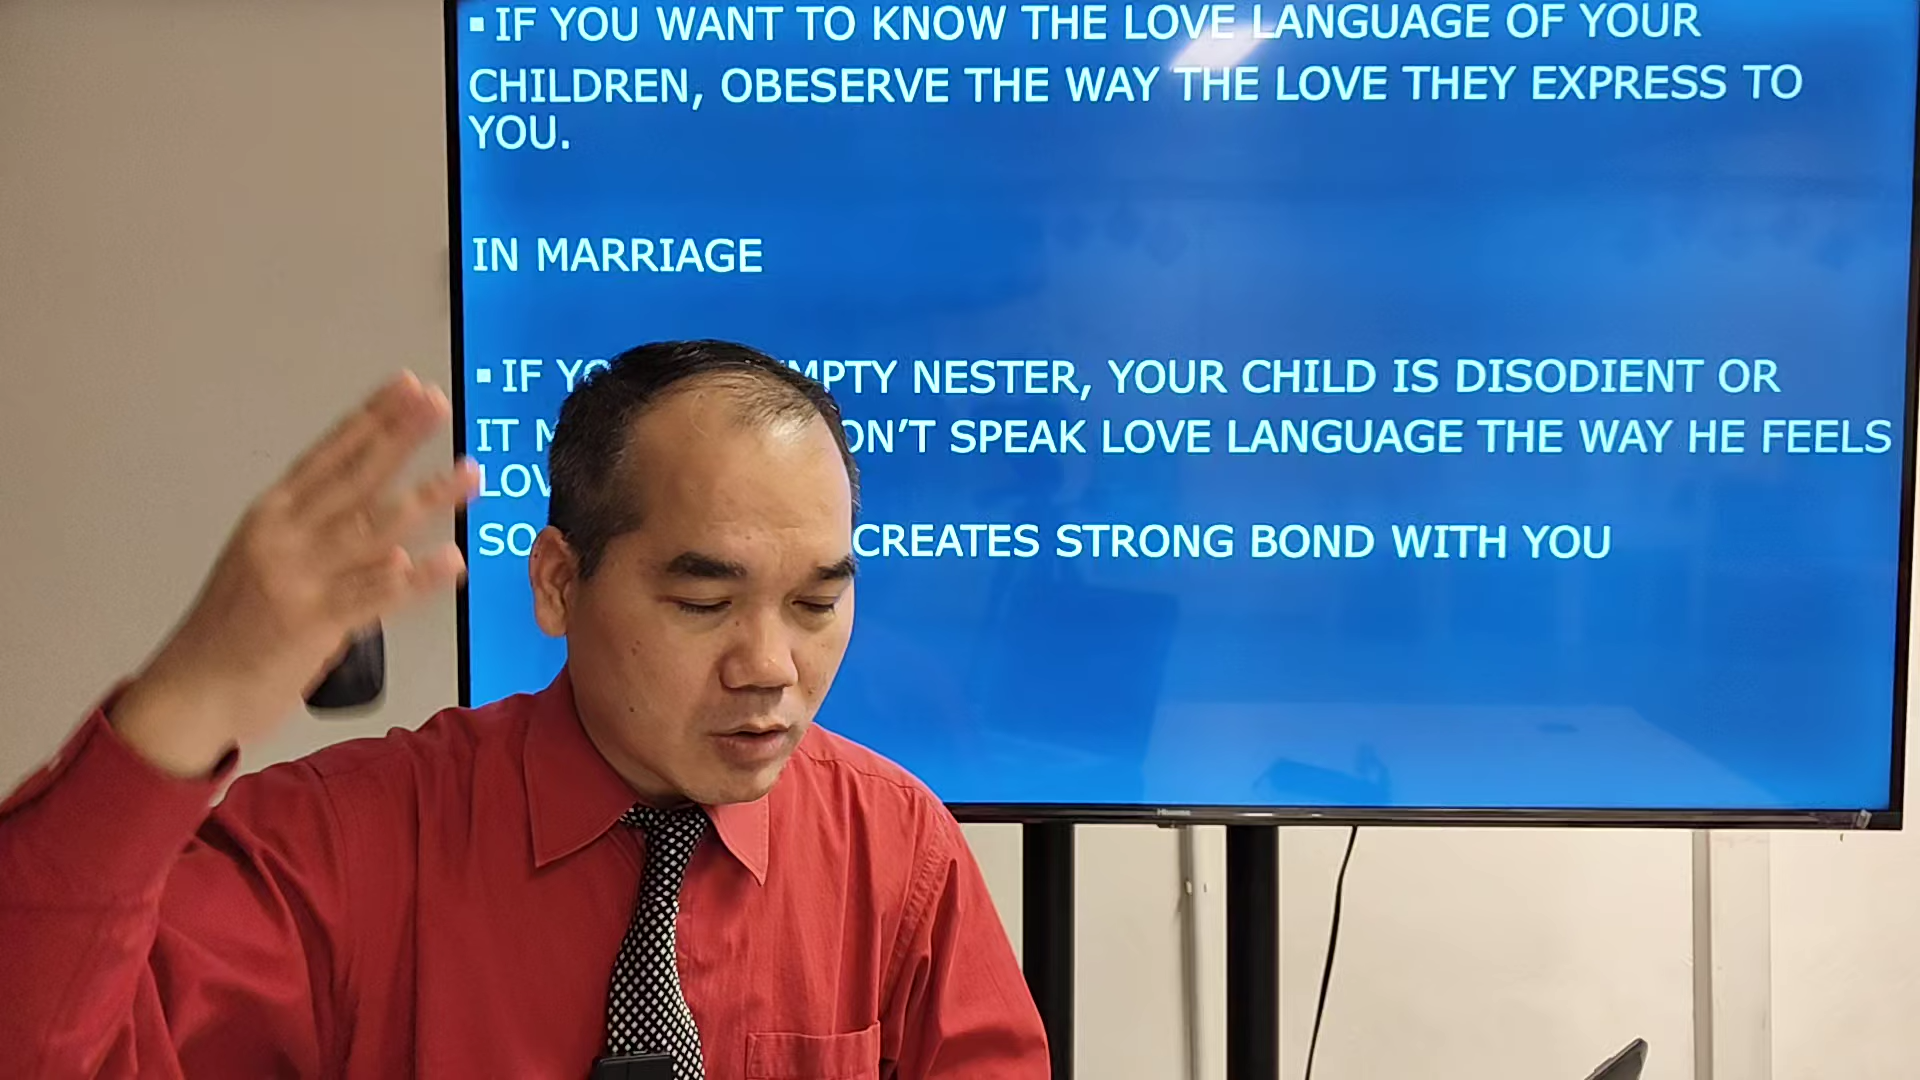 ▪ IF YOU WANT TO KNOW THE LOVE LANGUAGE OF YOUR
CHILDREN, OBESERVE THE WAY THE LOVE THEY EXPRESS TO
YOU.
IN MARRIAGE
▪ IF MPTY NESTER, YOUR CHILD IS DISODIENT OR
IT ON'T SPEAK LOVE LANGUAGE THE WAY HE FEELS
LOV
SO CREATES STRONG BOND WITH YOU
Hisense